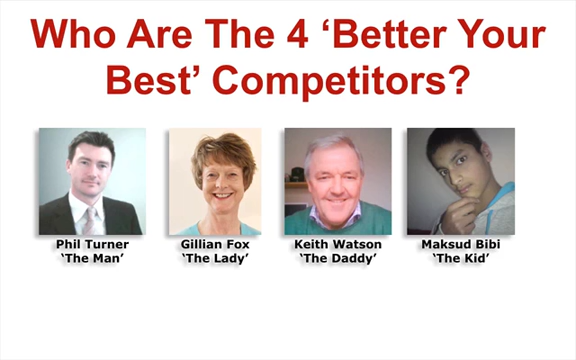 Who Are The 4 ‘Better Your
Best’ Competitors?
Phil Turner
‘The Man’
Gillian Fox
‘The Lady’
Keith Watson
‘The Daddy’
Maksud Bibi
‘The Kid’